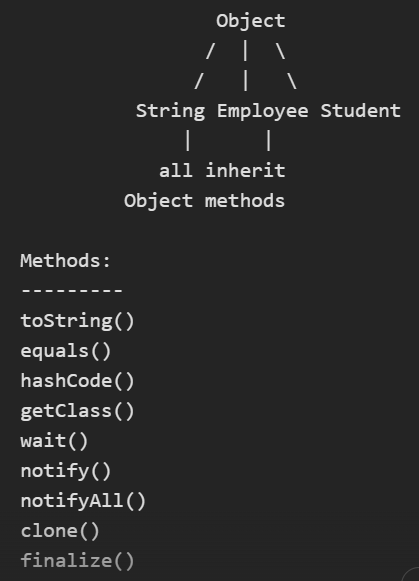 Object
/ | \
/ | \
String Employee Student
| |
all inherit
Object methods
Methods:
---------
toString()
equals()
hashCode()
getClass()
wait()
notify()
notifyAll()
clone()
finalize()